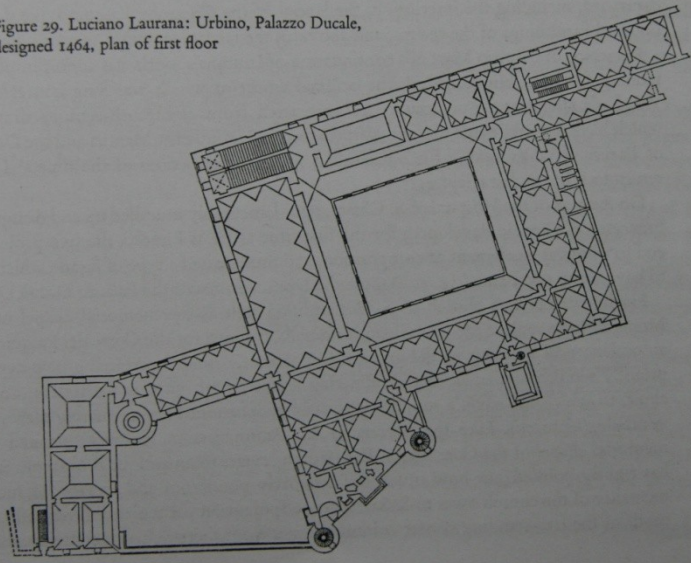 igure 29. Luciano Laurana: Urbino, Palazzo Ducale,
esigned 1464, plan of first floor